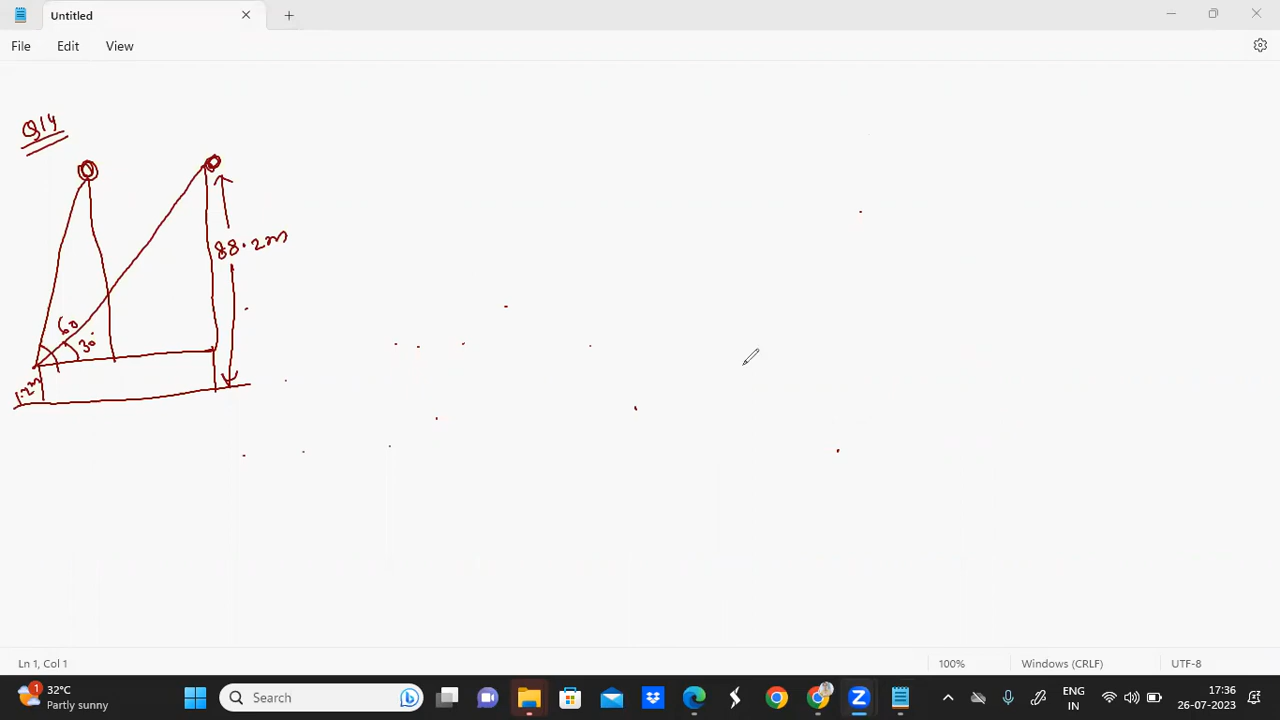 Untitled
File Edit View
Q14
88.2m
60
30°
1.2m
Ln 1, Col 1
100%
Windows (CRLF)
UTF-8
1
32°C
Partly sunny
Search
ENG
IN
17:36
26-07-2023